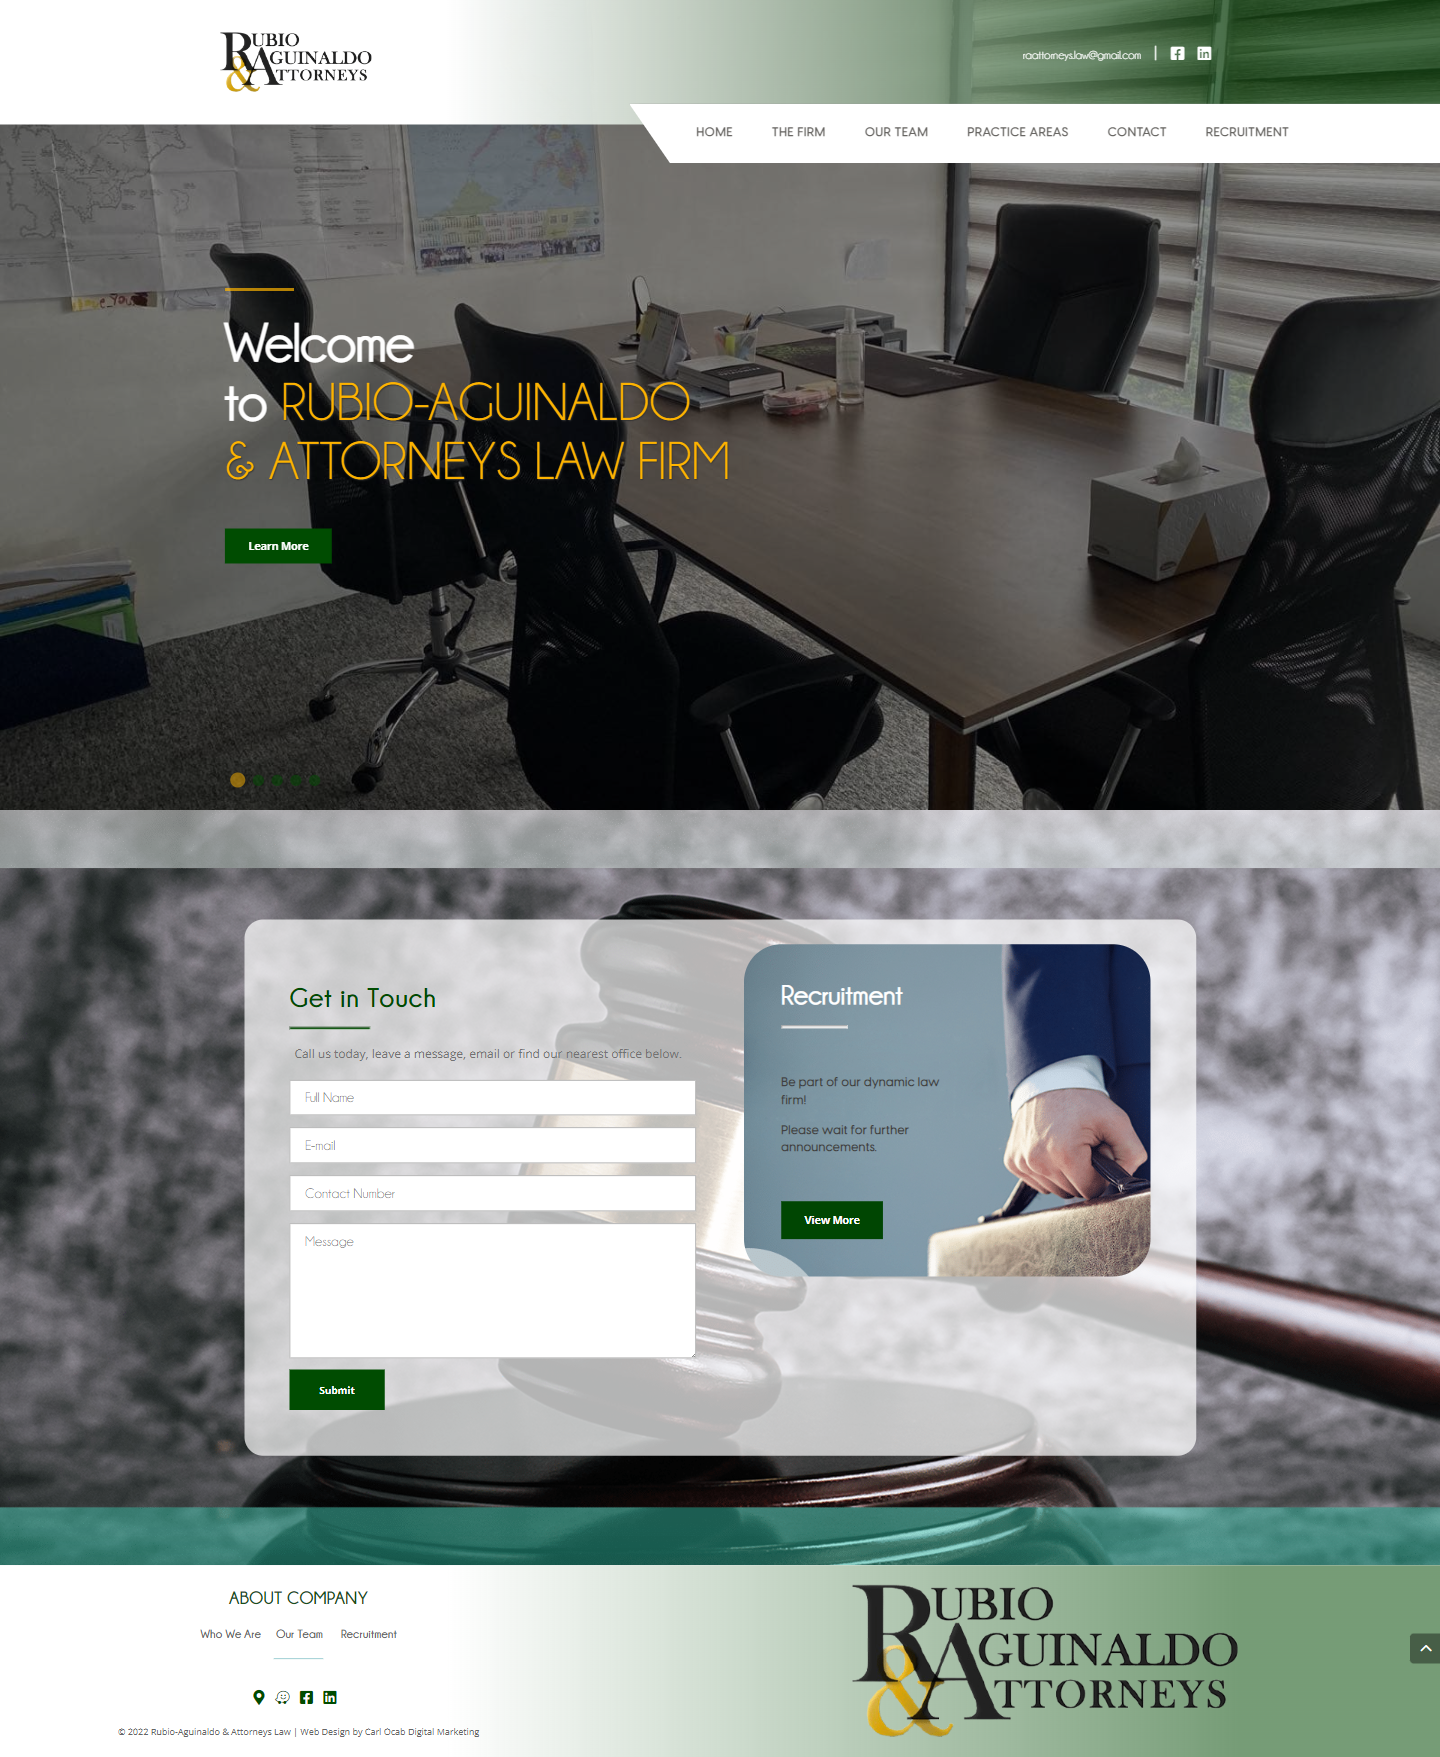 RUBIO
AGUINALDO
& ATTORNEYS
raattorneys.law@gmail.com
HOME THE FIRM OUR TEAM PRACTICE AREAS CONTACT RECRUITMENT
Welcome
to RUBIO-AGUINALDO
& ATTORNEYS LAW FIRM
Learn More
Get in Touch
Call us today, leave a message, email or find our nearest office below.
Full Name
E-mail
Contact Number
Message
Submit
Recruitment
Be part of our dynamic law
firm!
Please wait for further
announcements.
View More
ABOUT COMPANY
Who We Are Our Team Recruitment
© 2022 Rubio-Aguinaldo & Attorneys Law | Web Design by Carl Ocab Digital Marketing
RUBIO
AGUINALDO
& ATTORNEYS